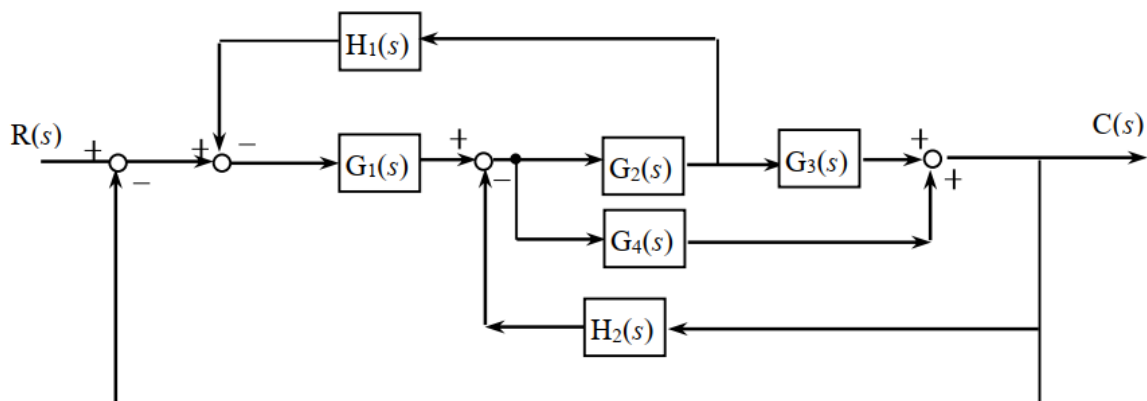 H₁(s)
R(s) + − + − G₁(s) + − G₂(s) G₃(s) + + C(s)
G₄(s)
H₂(s)